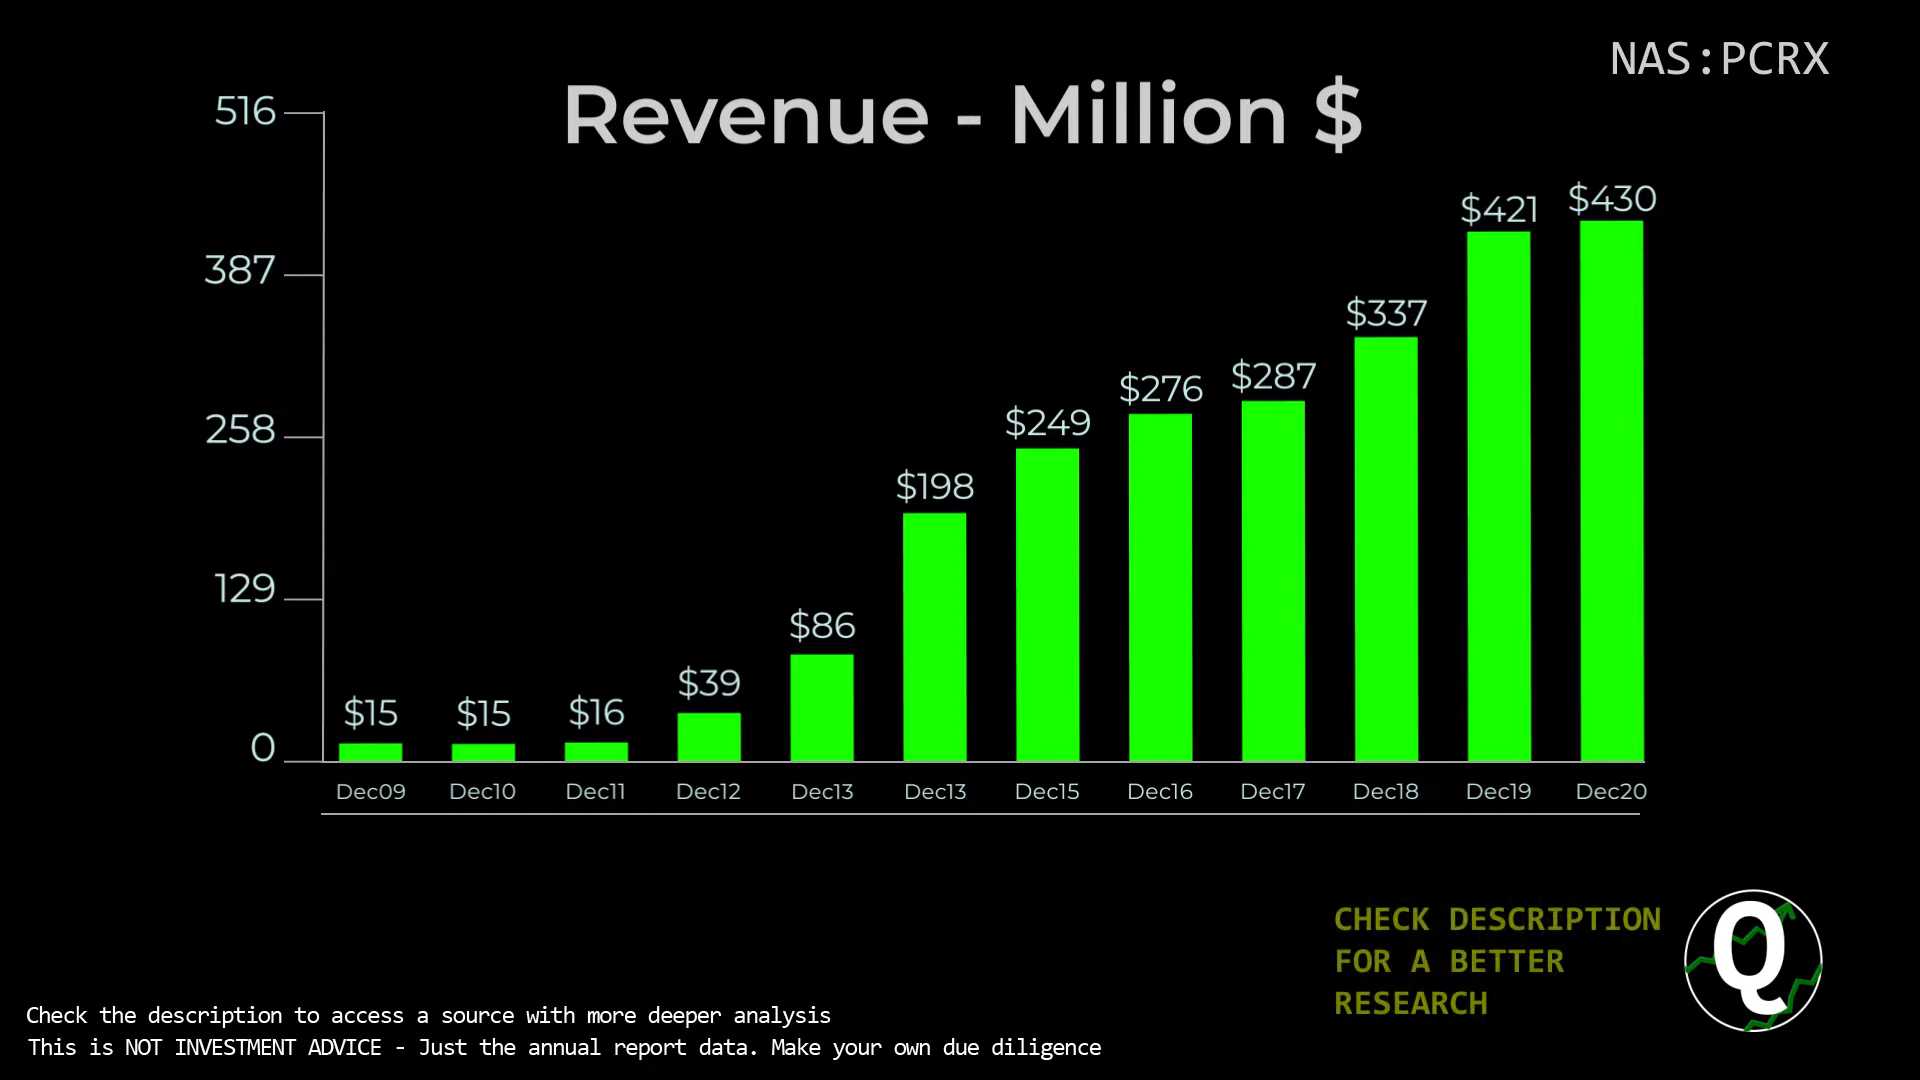 NAS:PCRX
Revenue - Million $
516
387
258
129
0
$15 $15 $16 $39 $86 $198 $249 $276 $287 $337 $421 $430
Dec09 Dec10 Dec11 Dec12 Dec13 Dec13 Dec15 Dec16 Dec17 Dec18 Dec19 Dec20
CHECK DESCRIPTION
FOR A BETTER
RESEARCH
Q
Check the description to access a source with more deeper analysis
This is NOT INVESTMENT ADVICE - Just the annual report data. Make your own due diligence